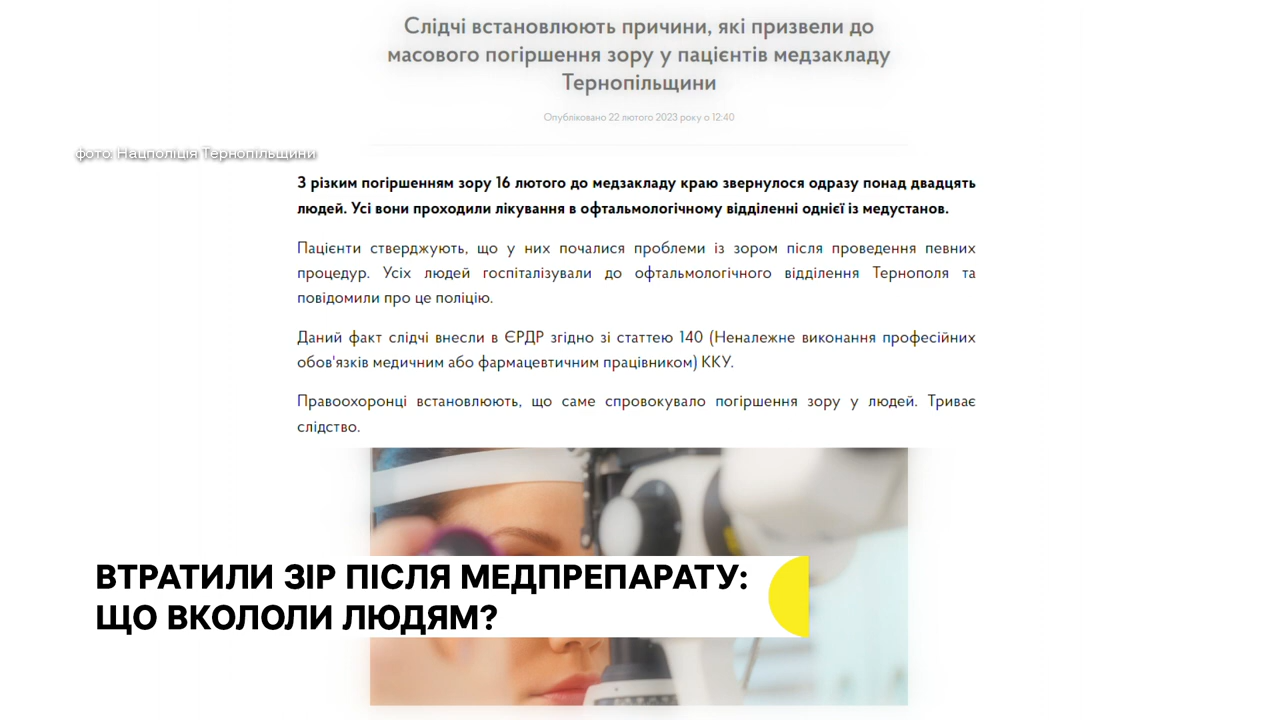 Слідчі встановлюють причини, які призвели до
масового погіршення зору у пацієнтів медзакладу
Тернопільщини
Опубліковано 22 лютого 2023 року о 12:40
фото: Нацполіція Тернопільщини
З різким погіршенням зору 16 лютого до медзакладу краю звернулося одразу понад двадцять
людей. Усі вони проходили лікування в офтальмологічному відділенні однієї із медустанов.
Пацієнти стверджують, що у них почалися проблеми із зором після проведення певних
процедур. Усіх людей госпіталізували до офтальмологічного відділення Тернополя та
повідомили про це поліцію.
Даний факт слідчі внесли в ЄРДР згідно зі статтею 140 (Неналежне виконання професійних
обов'язків медичним або фармацевтичним працівником) ККУ.
Правоохоронці встановлюють, що саме спровокувало погіршення зору у людей. Триває
слідство.
ВТРАТИЛИ ЗІР ПІСЛЯ МЕДПРЕПАРАТУ:
ЩО ВКОЛОЛИ ЛЮДЯМ?